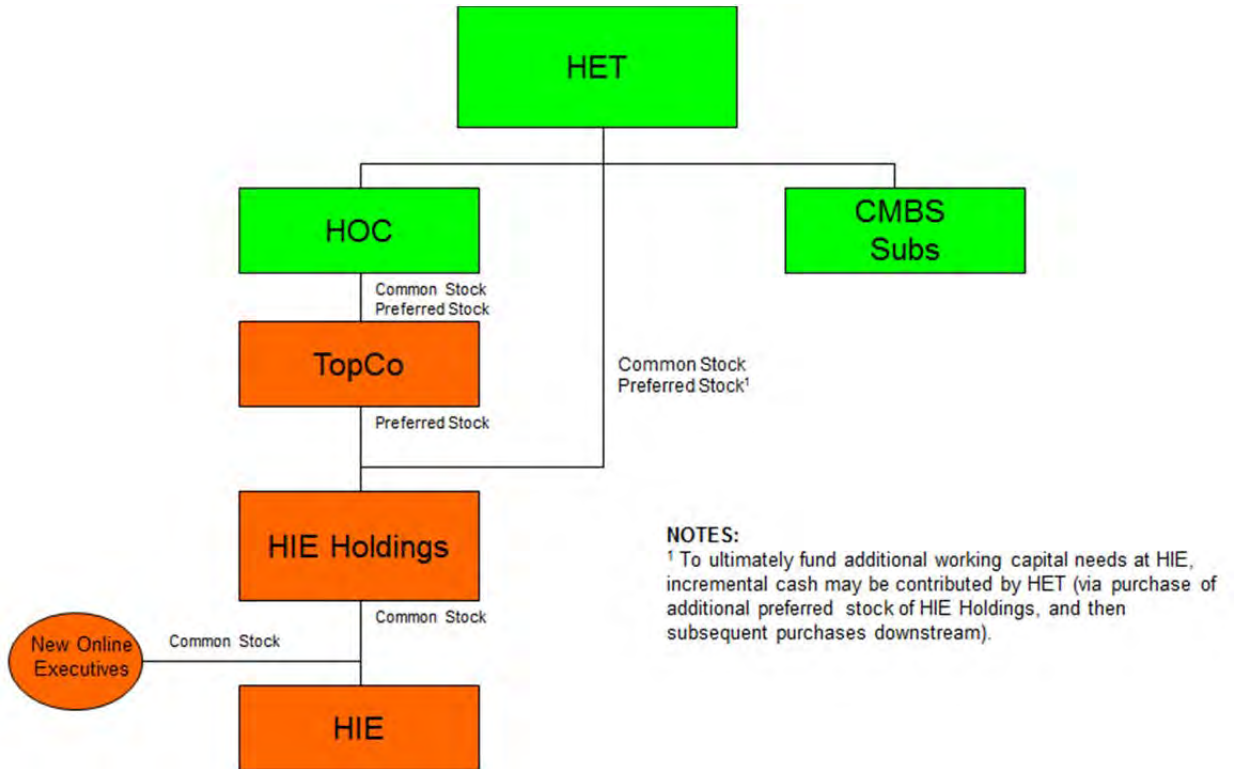 HET
HOC
CMBS
Subs
Common Stock
Preferred Stock
TopCo
Common Stock
Preferred Stock¹
Preferred Stock
HIE Holdings
NOTES:
¹ To ultimately fund additional working capital needs at HIE,
incremental cash may be contributed by HET (via purchase of
additional preferred stock of HIE Holdings, and then
subsequent purchases downstream).
Common Stock
New Online
Executives
Common Stock
HIE